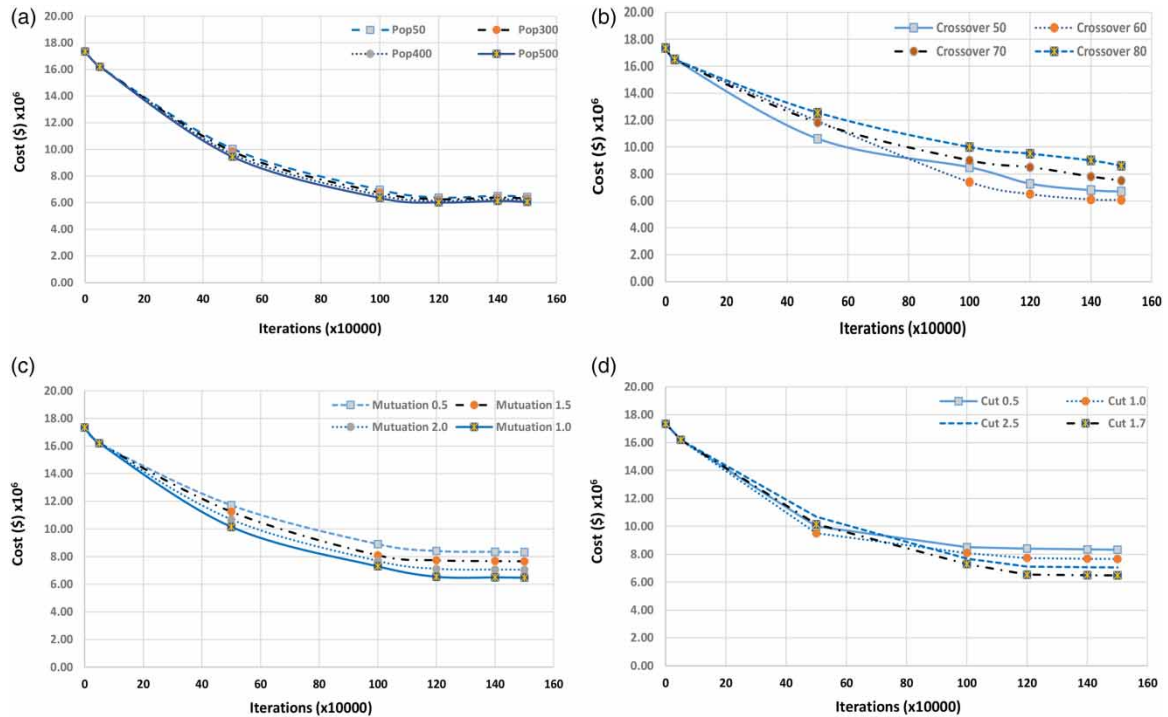 (a)
Pop50 Pop300
Pop400 Pop500
20.00
18.00
16.00
14.00
12.00
10.00
8.00
6.00
4.00
2.00
0.00
Cost ($) x10⁶
0 20 40 60 80 100 120 140 160
Iterations (x10000)
(b)
Crossover 50 Crossover 60
Crossover 70 Crossover 80
20.00
18.00
16.00
14.00
12.00
10.00
8.00
6.00
4.00
2.00
0.00
Cost ($) x10⁶
0 20 40 60 80 100 120 140 160
Iterations (x10000)
(c)
Mutuation 0.5 Mutuation 1.5
Mutuation 2.0 Mutuation 1.0
20.00
18.00
16.00
14.00
12.00
10.00
8.00
6.00
4.00
2.00
0.00
Cost ($) x10⁶
0 20 40 60 80 100 120 140 160
Iterations (x10000)
(d)
Cut 0.5 Cut 1.0
Cut 2.5 Cut 1.7
20.00
18.00
16.00
14.00
12.00
10.00
8.00
6.00
4.00
2.00
0.00
Cost ($) x10⁶
0 20 40 60 80 100 120 140 160
Iterations (x10000)